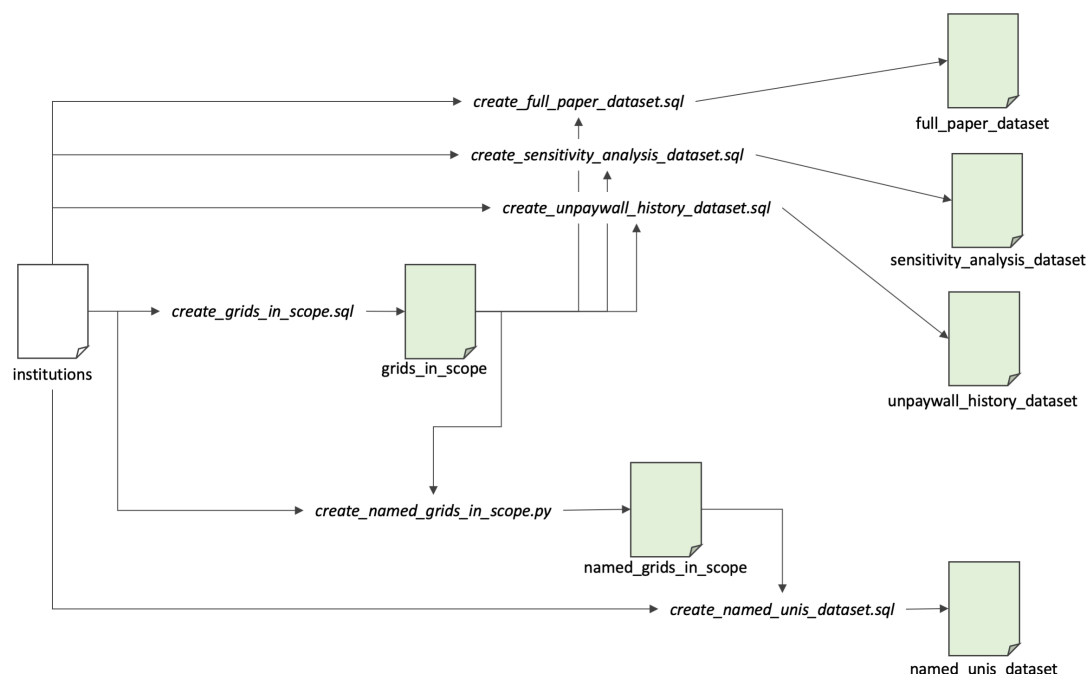 create_full_paper_dataset.sql
full_paper_dataset
create_sensitivity_analysis_dataset.sql
create_unpaywall_history_dataset.sql
sensitivity_analysis_dataset
create_grids_in_scope.sql
institutions
grids_in_scope
unpaywall_history_dataset
create_named_grids_in_scope.py
named_grids_in_scope
create_named_unis_dataset.sql
named_unis_dataset